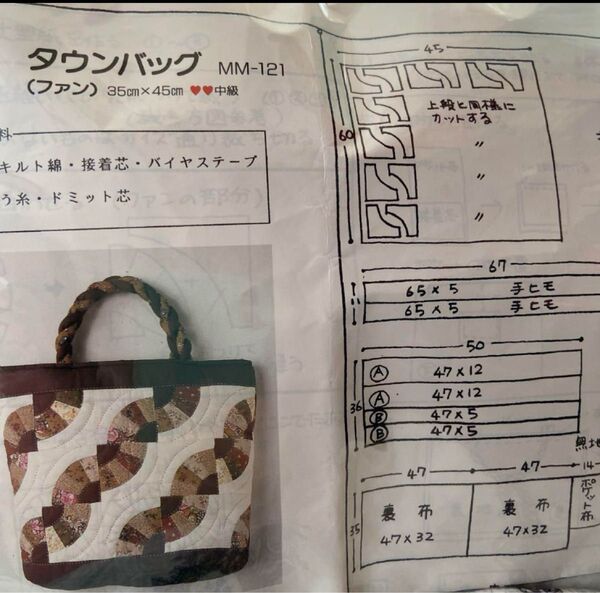 タウンバッグ MM-121
(ファン) 35cm×45cm ♥♥中級
料
キルト綿・接着芯・バイヤステープ
う糸・ドミット芯
45
60
上段と同様に
カットする
〃
〃
〃
67
65×5 手ヒモ
65×5 手ヒモ
50
36
Ⓐ 47×12
Ⓐ 47×12
Ⓑ 47×5
Ⓑ 47×5
無地
47 47 14
35
裏布
47×32
裏布
47×32
ポケット布